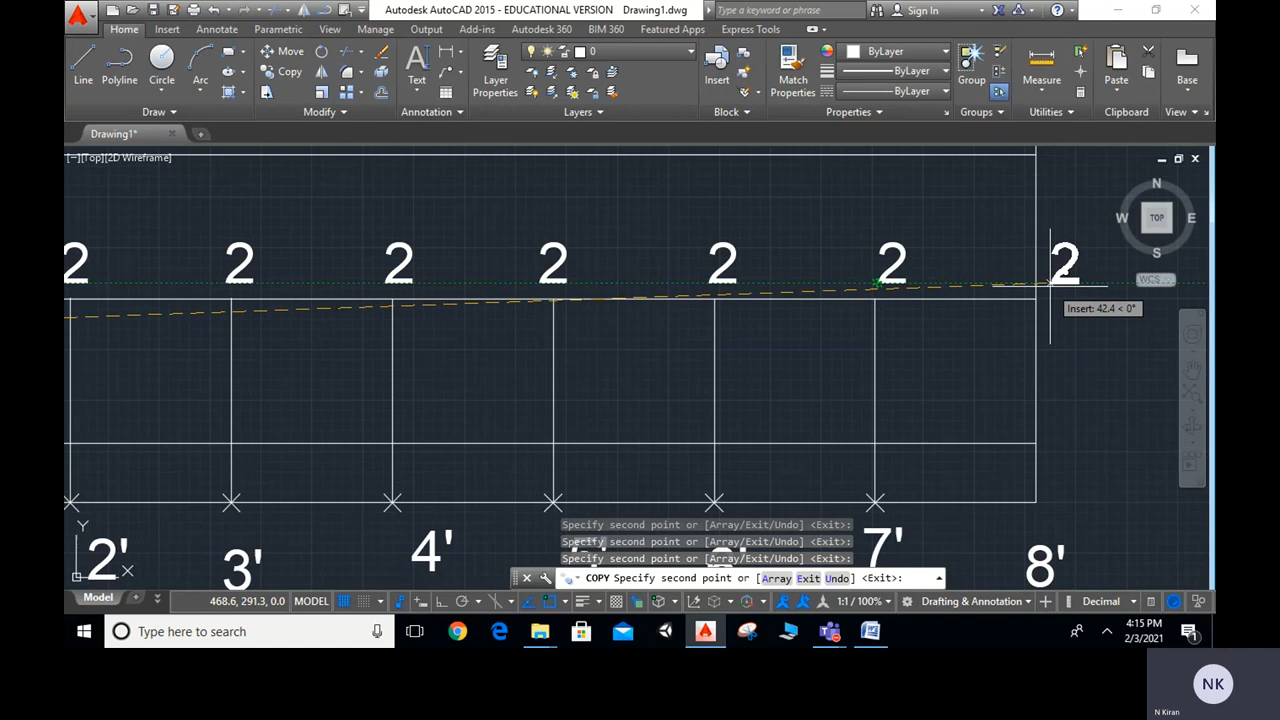 Autodesk AutoCAD 2015 - EDUCATIONAL VERSION Drawing1.dwg
Type a keyword or phrase
Sign In
Home Insert Annotate Parametric View Manage Output Add-ins Autodesk 360 BIM 360 Featured Apps Express Tools
Line Polyline Circle Arc Move Copy Text Layer Properties 0 Insert Match Properties ByLayer Group Measure Paste Base
ByLayer
ByLayer
Draw Modify Annotation Layers Block Properties Groups Utilities Clipboard View
Drawing1*
[−][Top][2D Wireframe]
N
W TOP E
S
WCS
2 2 2 2 2 2 2
Insert: 42.4 < 0°
Y
X
2' 3' 4' 7' 8'
Specify second point or [Array/Exit/Undo] <Exit>:
Specify second point or [Array/Exit/Undo] <Exit>:
Specify second point or [Array/Exit/Undo] <Exit>:
COPY Specify second point or [Array Exit Undo] <Exit>:
Model 468.6, 291.3, 0.0 MODEL 1:1 / 100% Drafting & Annotation Decimal
Type here to search
4:15 PM
2/3/2021
1
NK
N Kiran